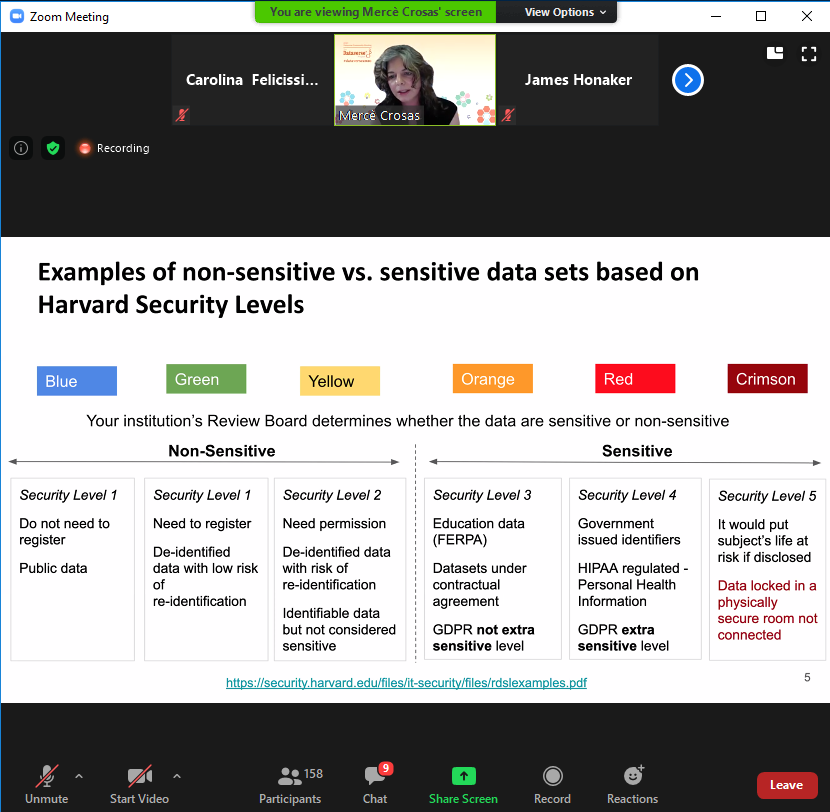 Zoom Meeting
You are viewing Mercè Crosas' screen
View Options
Carolina Felicissi...
Dataverse
Mercè Crosas
James Honaker
Recording
Examples of non-sensitive vs. sensitive data sets based on
Harvard Security Levels
Blue
Green
Yellow
Orange
Red
Crimson
Your institution's Review Board determines whether the data are sensitive or non-sensitive
Non-Sensitive
Sensitive
Security Level 1
Do not need to
register
Public data
Security Level 1
Need to register
De-identified
data with low risk
of
re-identification
Security Level 2
Need permission
De-identified data
with risk of
re-identification
Identifiable data
but not considered
sensitive
Security Level 3
Education data
(FERPA)
Datasets under
contractual
agreement
GDPR not extra
sensitive level
Security Level 4
Government
issued identifiers
HIPAA regulated -
Personal Health
Information
GDPR extra
sensitive level
Security Level 5
It would put
subject's life at
risk if disclosed
Data locked in a
physically
secure room not
connected
https://security.harvard.edu/files/it-security/files/rdslexamples.pdf
5
Unmute
Start Video
158
Participants
9
Chat
Share Screen
Record
Reactions
Leave